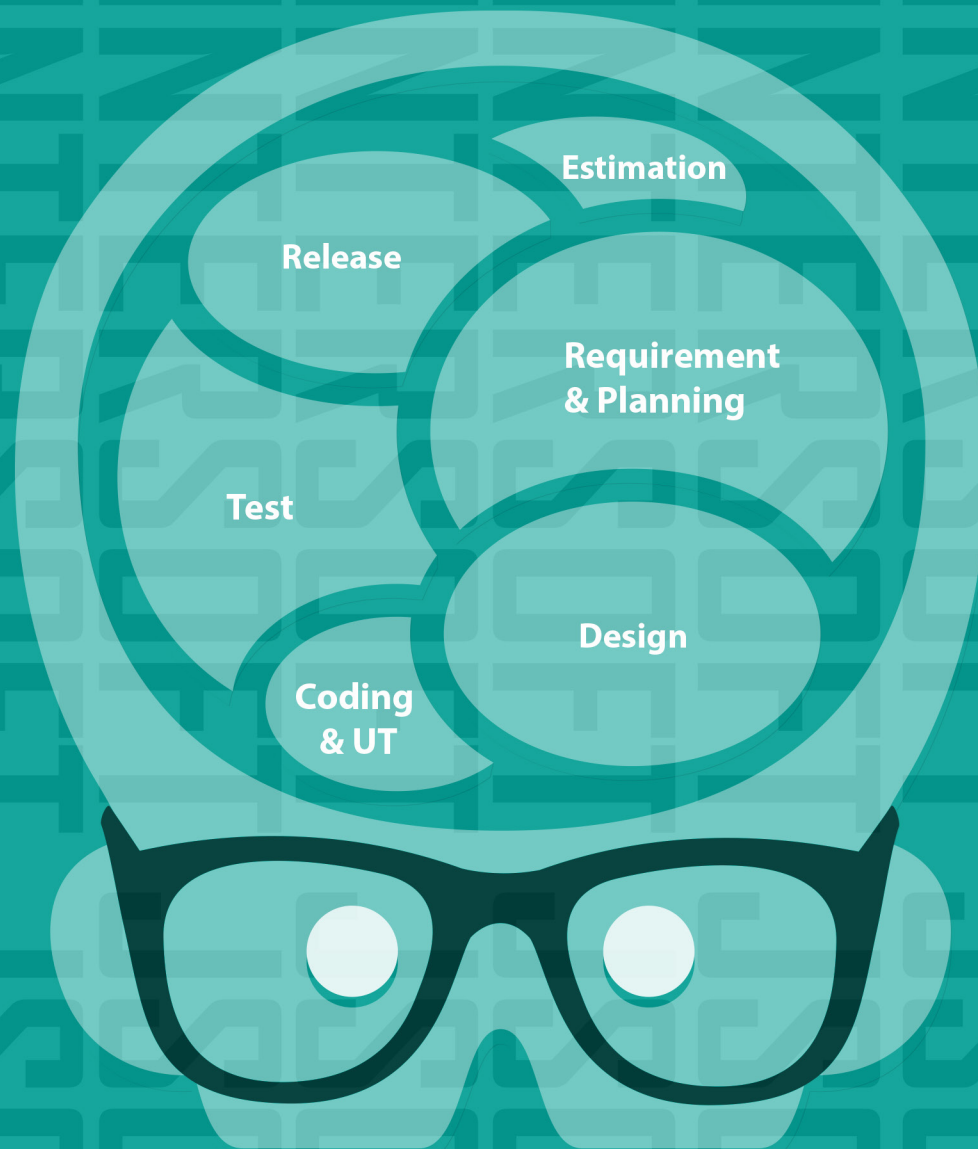 Estimation
Release
Requirement
& Planning
Test
Design
Coding
& UT